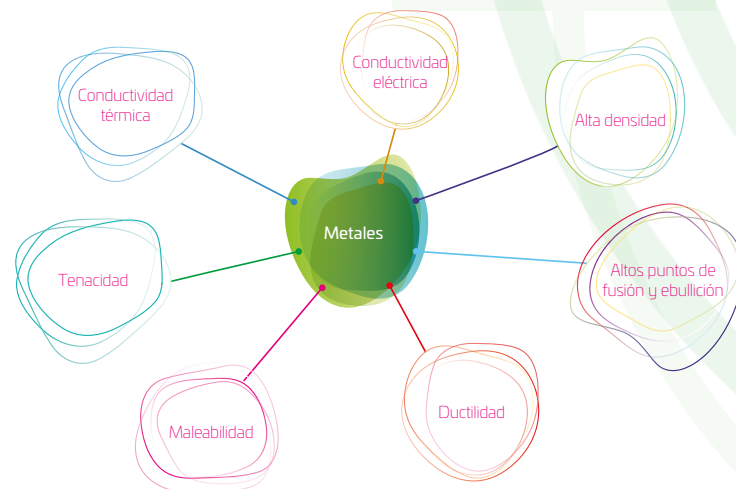 Conductividad
eléctrica
Conductividad
térmica
Alta densidad
Metales
Tenacidad
Altos puntos de
fusión y ebullición
Ductilidad
Maleabilidad